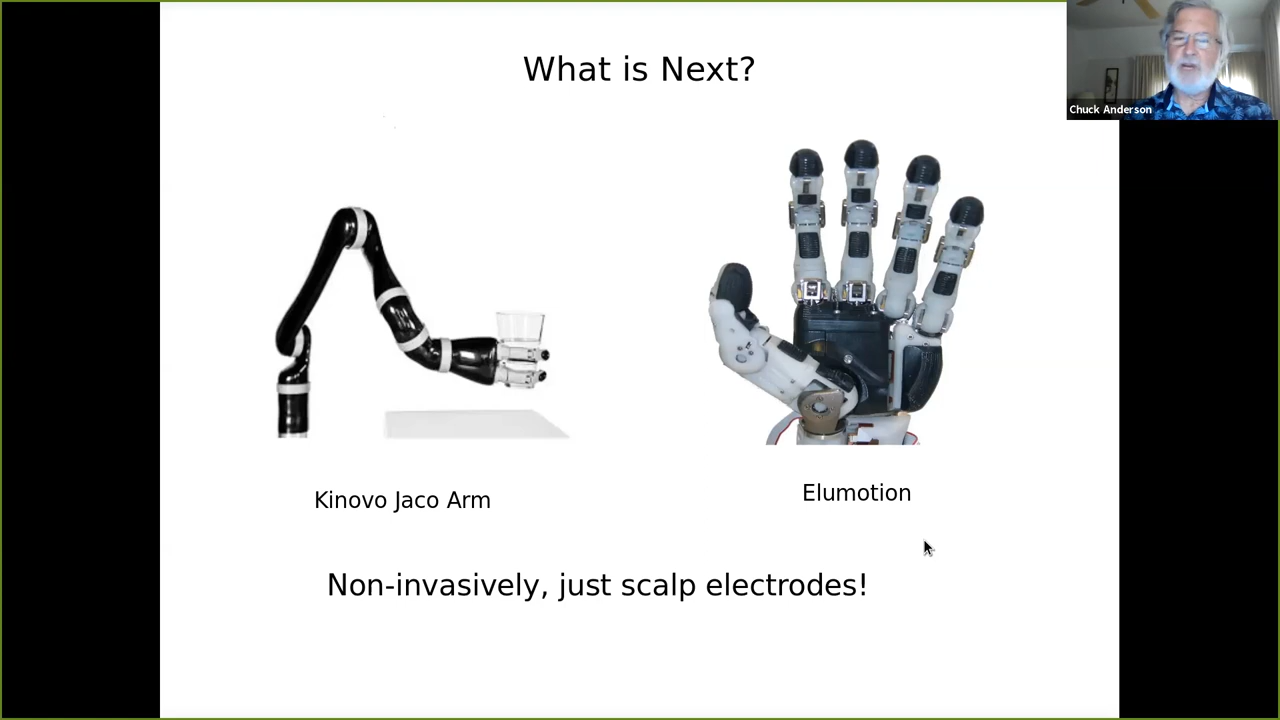 What is Next?
Chuck Anderson
Kinovo Jaco Arm
Elumotion
Non-invasively, just scalp electrodes!